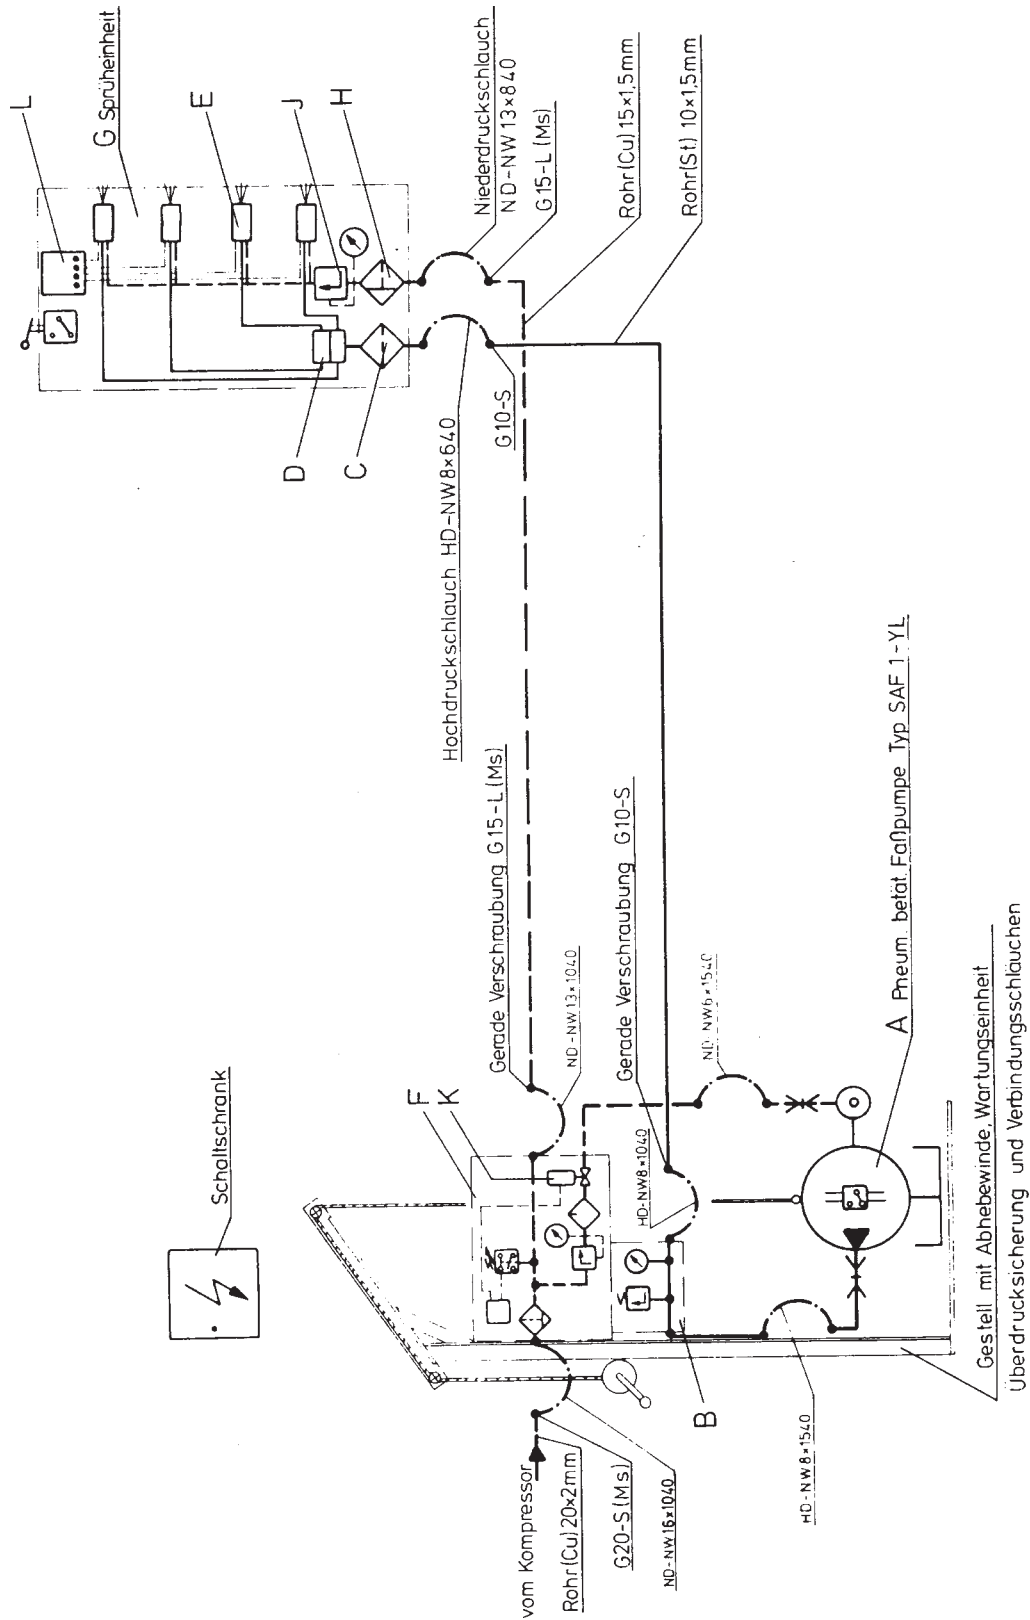 L
G Sprüheinheit
E
J
H
Niederdruckschlauch
ND-NW13×840
G15-L (Ms)
Rohr(Cu) 15×1,5mm
Rohr(St) 10×1,5mm
D
C
Hochdruckschlauch HD-NW8×640
G10-S
Schaltschrank
F
K
Gerade Verschraubung G15-L(Ms)
ND-NW13×1040
Gerade Verschraubung G10-S
HD-NW8×1040
ND-NW6×1540
A Pneum. betät. Faßpumpe Typ SAF 1-YL
vom Kompressor
Rohr(Cu)20×2mm
G20-S(Ms)
ND-NW16×1040
B
HD-NW8×1540
Gestell mit Abhebewinde, Wartungseinheit
Überdrucksicherung und Verbindungsschläuchen